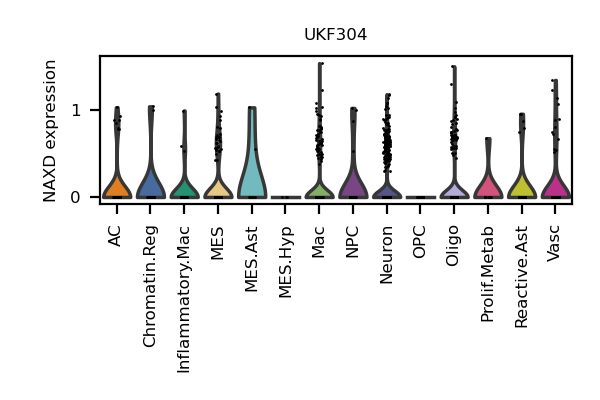 UKF304
NAXD expression
1
0
AC
Chromatin.Reg
Inflammatory.Mac
MES
MES.Ast
MES.Hyp
Mac
NPC
Neuron
OPC
Oligo
Prolif.Metab
Reactive.Ast
Vasc